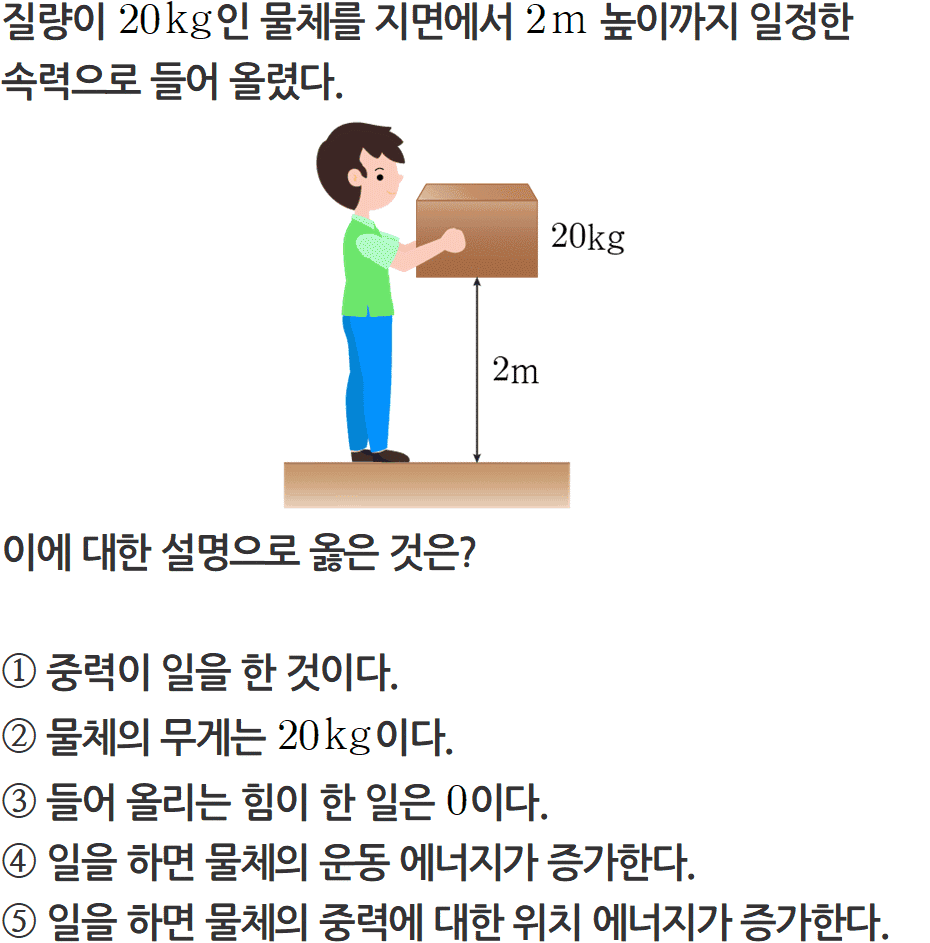 질량이 20kg인 물체를 지면에서 2m 높이까지 일정한
속력으로 들어 올렸다.
20kg
2m
이에 대한 설명으로 옳은 것은?
① 중력이 일을 한 것이다.
② 물체의 무게는 20kg이다.
③ 들어 올리는 힘이 한 일은 0이다.
④ 일을 하면 물체의 운동 에너지가 증가한다.
⑤ 일을 하면 물체의 중력에 대한 위치 에너지가 증가한다.